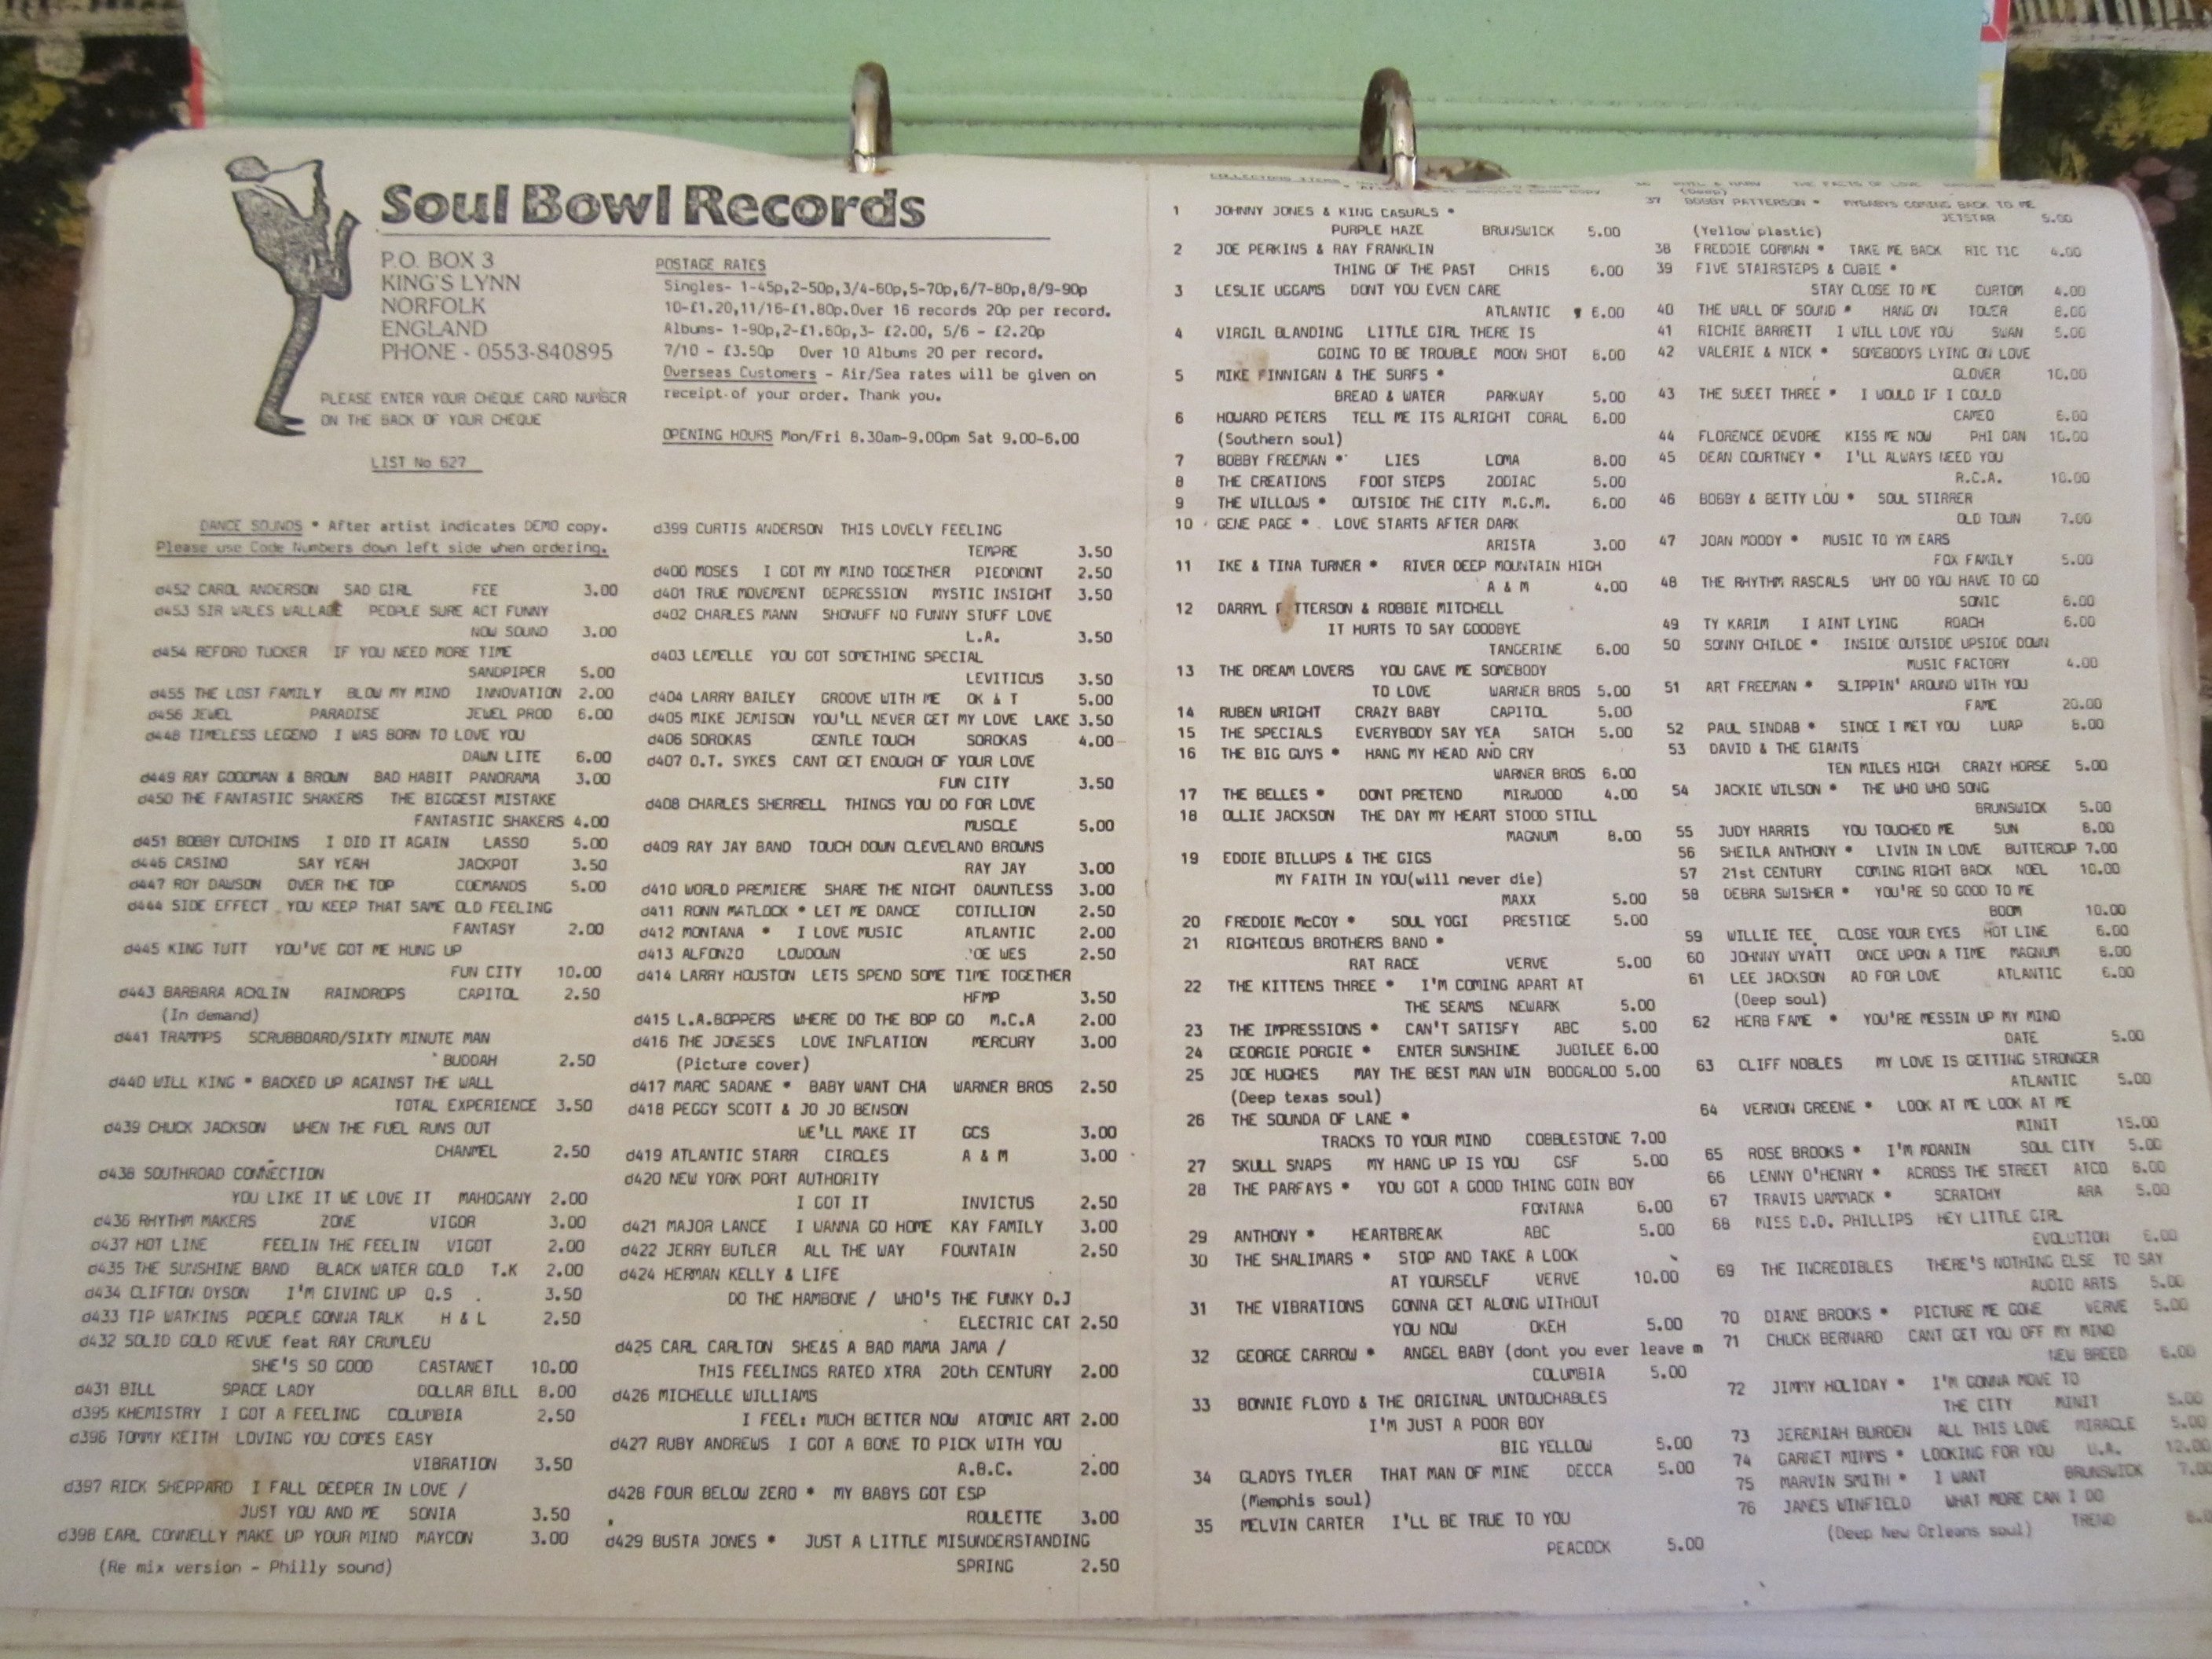 Soul Bowl Records
P.O. BOX 3
KING'S LYNN
NORFOLK
ENGLAND
PHONE - 0553-840895
PLEASE ENTER YOUR CHEQUE CARD NUMBER
ON THE BACK OF YOUR CHEQUE
LIST No 627
POSTAGE RATES
Singles- 1-45p,2-50p,3/4-60p,5-70p,6/7-80p,8/9-90p
10-£1.20,11/16-£1.80p.Over 16 records 20p per record.
Albums- 1-90p,2-£1.60p,3- £2.00, 5/6 - £2.20p
7/10 - £3.50p Over 10 Albums 20 per record.
Overseas Customers - Air/Sea rates will be given on
receipt of your order. Thank you.
OPENING HOURS Mon/Fri 8.30am-9.00pm Sat 9.00-6.00
DANCE SOUNDS * After artist indicates DEMO copy.
Please use Code Numbers down left side when ordering.
d452 CAROL ANDERSON SAD GIRL FEE 3.00
d453 SIR WALES WALLACE PEOPLE SURE ACT FUNNY
NOW SOUND 3.00
d454 REFORD TUCKER IF YOU NEED MORE TIME
SANDPIPER 5.00
d455 THE LOST FAMILY BLOW MY MIND INNOVATION 2.00
d456 JEWEL PARADISE JEWEL PROD 6.00
d448 TIMELESS LEGEND I WAS BORN TO LOVE YOU
DAWN LITE 6.00
d449 RAY GOODMAN & BROWN BAD HABIT PANORAMA 3.00
d450 THE FANTASTIC SHAKERS THE BIGGEST MISTAKE
FANTASTIC SHAKERS 4.00
d451 BOBBY CUTCHINS I DID IT AGAIN LASSO 5.00
d446 CASINO SAY YEAH JACKPOT 3.50
d447 ROY DAWSON OVER THE TOP COEMANDS 5.00
d444 SIDE EFFECT YOU KEEP THAT SAME OLD FEELING
FANTASY 2.00
d445 KING TUTT YOU'VE GOT ME HUNG UP
FUN CITY 10.00
d443 BARBARA ACKLIN RAINDROPS CAPITOL 2.50
(In demand)
d441 TRAMMPS SCRUBBOARD/SIXTY MINUTE MAN
BUDDAH 2.50
d440 WILL KING * BACKED UP AGAINST THE WALL
TOTAL EXPERIENCE 3.50
d439 CHUCK JACKSON WHEN THE FUEL RUNS OUT
CHANNEL 2.50
d438 SOUTHROAD CONNECTION
YOU LIKE IT WE LOVE IT MAHOGANY 2.00
d436 RHYTHM MAKERS ZONE VIGOR 3.00
d437 HOT LINE FEELIN THE FEELIN VIGOT 2.00
d435 THE SUNSHINE BAND BLACK WATER GOLD T.K 2.00
d434 CLIFTON DYSON I'M GIVING UP Q.S . 3.50
d433 TIP WATKINS POEPLE GONNA TALK H & L 2.50
d432 SOLID GOLD REVUE feat RAY CRUMLEU
SHE'S SO GOOD CASTANET 10.00
d431 BILL SPACE LADY DOLLAR BILL 8.00
d395 KHEMISTRY I GOT A FEELING COLUMBIA 2.50
d396 TOMMY KEITH LOVING YOU COMES EASY
VIBRATION 3.50
d397 RICK SHEPPARD I FALL DEEPER IN LOVE /
JUST YOU AND ME SONIA 3.50
d398 EARL CONNELLY MAKE UP YOUR MIND MAYCON 3.00
(Re mix version - Philly sound)
d399 CURTIS ANDERSON THIS LOVELY FEELING
TEMPRE 3.50
d400 MOSES I GOT MY MIND TOGETHER PIEDMONT 2.50
d401 TRUE MOVEMENT DEPRESSION MYSTIC INSIGHT 3.50
d402 CHARLES MANN SHONUFF NO FUNNY STUFF LOVE
L.A. 3.50
d403 LEMELLE YOU GOT SOMETHING SPECIAL
LEVITICUS 3.50
d404 LARRY BAILEY GROOVE WITH ME OK & T 5.00
d405 MIKE JEMISON YOU'LL NEVER GET MY LOVE LAKE 3.50
d406 SOROKAS GENTLE TOUCH SOROKAS 4.00
d407 O.T. SYKES CANT GET ENOUGH OF YOUR LOVE
FUN CITY 3.50
d408 CHARLES SHERRELL THINGS YOU DO FOR LOVE
MUSCLE 5.00
d409 RAY JAY BAND TOUCH DOWN CLEVELAND BROWNS
RAY JAY 3.00
d410 WORLD PREMIERE SHARE THE NIGHT DAUNTLESS 3.00
d411 RONN MATLOCK * LET ME DANCE COTILLION 2.50
d412 MONTANA * I LOVE MUSIC ATLANTIC 2.00
d413 ALFONZO LOWDOWN 'OE WES 2.50
d414 LARRY HOUSTON LETS SPEND SOME TIME TOGETHER
HFMP 3.50
d415 L.A.BOPPERS WHERE DO THE BOP GO M.C.A 2.00
d416 THE JONESES LOVE INFLATION MERCURY 3.00
(Picture cover)
d417 MARC SADANE * BABY WANT CHA WARNER BROS 2.50
d418 PEGGY SCOTT & JO JO BENSON
WE'LL MAKE IT GCS 3.00
d419 ATLANTIC STARR CIRCLES A & M 3.00
d420 NEW YORK PORT AUTHORITY
I GOT IT INVICTUS 2.50
d421 MAJOR LANCE I WANNA GO HOME KAY FAMILY 3.00
d422 JERRY BUTLER ALL THE WAY FOUNTAIN 2.50
d424 HERMAN KELLY & LIFE
DO THE HAMBONE / WHO'S THE FUNKY D.J
ELECTRIC CAT 2.50
d425 CARL CARLTON SHE&S A BAD MAMA JAMA /
THIS FEELINGS RATED XTRA 20th CENTURY 2.00
d426 MICHELLE WILLIAMS
I FEEL: MUCH BETTER NOW ATOMIC ART 2.00
d427 RUBY ANDREWS I GOT A BONE TO PICK WITH YOU
A.B.C. 2.00
d428 FOUR BELOW ZERO * MY BABYS GOT ESP
ROULETTE 3.00
d429 BUSTA JONES * JUST A LITTLE MISUNDERSTANDING
SPRING 2.50
1 JOHNNY JONES & KING CASUALS *
PURPLE HAZE BRUNSWICK 5.00
2 JOE PERKINS & RAY FRANKLIN
THING OF THE PAST CHRIS 6.00
3 LESLIE UGGAMS DONT YOU EVEN CARE
ATLANTIC 6.00
4 VIRGIL BLANDING LITTLE GIRL THERE IS
GOING TO BE TROUBLE MOON SHOT 8.00
5 MIKE FINNIGAN & THE SURFS *
BREAD & WATER PARKWAY 5.00
6 HOWARD PETERS TELL ME ITS ALRIGHT CORAL 6.00
(Southern soul)
7 BOBBY FREEMAN * LIES LOMA 8.00
8 THE CREATIONS FOOT STEPS ZODIAC 5.00
9 THE WILLOWS * OUTSIDE THE CITY M.G.M. 6.00
10 GENE PAGE * LOVE STARTS AFTER DARK
ARISTA 3.00
11 IKE & TINA TURNER * RIVER DEEP MOUNTAIN HIGH
A & M 4.00
12 DARRYL P TTERSON & ROBBIE MITCHELL
IT HURTS TO SAY GOODBYE
TANGERINE 6.00
13 THE DREAM LOVERS YOU GAVE ME SOMEBODY
TO LOVE WARNER BROS 5.00
14 RUBEN WRIGHT CRAZY BABY CAPITOL 5.00
15 THE SPECIALS EVERYBODY SAY YEA SATCH 5.00
16 THE BIG GUYS * HANG MY HEAD AND CRY
WARNER BROS 6.00
17 THE BELLES * DONT PRETEND MIRWOOD 4.00
18 OLLIE JACKSON THE DAY MY HEART STOOD STILL
MAGNUM 8.00
19 EDDIE BILLUPS & THE GIGS
MY FAITH IN YOU(will never die)
MAXX 5.00
20 FREDDIE McCOY * SOUL YOGI PRESTIGE 5.00
21 RIGHTEOUS BROTHERS BAND *
RAT RACE VERVE 5.00
22 THE KITTENS THREE * I'M COMING APART AT
THE SEAMS NEWARK 5.00
23 THE IMPRESSIONS * CAN'T SATISFY ABC 5.00
24 GEORGIE PORGIE * ENTER SUNSHINE JUBILEE 6.00
25 JOE HUGHES MAY THE BEST MAN WIN BOOGALOO 5.00
(Deep texas soul)
26 THE SOUNDA OF LANE *
TRACKS TO YOUR MIND COBBLESTONE 7.00
27 SKULL SNAPS MY HANG UP IS YOU GSF 5.00
28 THE PARFAYS * YOU GOT A GOOD THING GOIN BOY
FONTANA 6.00
29 ANTHONY * HEARTBREAK ABC 5.00
30 THE SHALIMARS * STOP AND TAKE A LOOK
AT YOURSELF VERVE 10.00
31 THE VIBRATIONS GONNA GET ALONG WITHOUT
YOU NOW OKEH 5.00
32 GEORGE CARROW * ANGEL BABY (dont you ever leave m
COLUMBIA 5.00
33 BONNIE FLOYD & THE ORIGINAL UNTOUCHABLES
I'M JUST A POOR BOY
BIG YELLOW 5.00
34 GLADYS TYLER THAT MAN OF MINE DECCA 5.00
(Memphis soul)
35 MELVIN CARTER I'LL BE TRUE TO YOU
PEACOCK 5.00
THE FACTS OF LOVE
(Deep)
37 BOBBY PATTERSON * MYBABYS COMING BACK TO ME
JETSTAR 5.00
(Yellow plastic)
38 FREDDIE GORMAN * TAKE ME BACK RIC TIC 4.00
39 FIVE STAIRSTEPS & CUBIE *
STAY CLOSE TO ME CURTOM 4.00
40 THE WALL OF SOUND * HANG ON TOWER 8.00
41 RICHIE BARRETT I WILL LOVE YOU SWAN 5.00
42 VALERIE & NICK * SOMEBODYS LYING ON LOVE
GLOVER 10.00
43 THE SWEET THREE * I WOULD IF I COULD
CAMEO 6.00
44 FLORENCE DEVORE KISS ME NOW PHI DAN 10.00
45 DEAN COURTNEY * I'LL ALWAYS NEED YOU
R.C.A. 10.00
46 BOBBY & BETTY LOU * SOUL STIRRER
OLD TOWN 7.00
47 JOAN MOODY * MUSIC TO YM EARS
FOX FAMILY 5.00
48 THE RHYTHM RASCALS WHY DO YOU HAVE TO GO
SONIC 6.00
49 TY KARIM I AINT LYING ROACH 6.00
50 SONNY CHILDE * INSIDE OUTSIDE UPSIDE DOWN
MUSIC FACTORY 4.00
51 ART FREEMAN * SLIPPIN' AROUND WITH YOU
FAME 20.00
52 PAUL SINDAB * SINCE I MET YOU LUAP 8.00
53 DAVID & THE GIANTS
TEN MILES HIGH CRAZY HORSE 5.00
54 JACKIE WILSON * THE WHO WHO SONG
BRUNSWICK 5.00
55 JUDY HARRIS YOU TOUCHED ME SUN 6.00
56 SHEILA ANTHONY * LIVIN IN LOVE BUTTERCUP 7.00
57 21st CENTURY COMING RIGHT BACK NOEL 10.00
58 DEBRA SWISHER * YOU'RE SO GOOD TO ME
BOOM 10.00
59 WILLIE TEE CLOSE YOUR EYES HOT LINE 6.00
60 JOHNNY WYATT ONCE UPON A TIME MAGNUM 8.00
61 LEE JACKSON AD FOR LOVE ATLANTIC 6.00
(Deep soul)
62 HERB FAME * YOU'RE MESSIN UP MY MIND
DATE 5.00
63 CLIFF NOBLES MY LOVE IS GETTING STRONGER
ATLANTIC 5.00
64 VERNON GREENE * LOOK AT ME LOOK AT ME
MINIT 15.00
65 ROSE BROOKS * I'M MOANIN SOUL CITY 5.00
66 LENNY O'HENRY * ACROSS THE STREET ATCO 6.00
67 TRAVIS WAMMACK * SCRATCHY ARA 5.00
68 MISS D.D. PHILLIPS HEY LITTLE GIRL
EVOLUTION 6.00
69 THE INCREDIBLES THERE'S NOTHING ELSE TO SAY
AUDIO ARTS 5.00
70 DIANE BROOKS * PICTURE ME GONE VERVE 5.00
71 CHUCK BERNARD CANT GET YOU OFF MY MIND
NEW BREED 6.00
72 JIMMY HOLIDAY * I'M GONNA MOVE TO
THE CITY MINIT 5.00
73 JEREMIAH BURDEN ALL THIS LOVE MIRACLE 5.00
74 GARNET MIMMS * LOOKING FOR YOU U.A. 12.00
75 MARVIN SMITH * I WANT BRUNSWICK 7.00
76 JAMES WINFIELD WHAT MORE CAN I DO
(Deep New Orleans soul) TREND